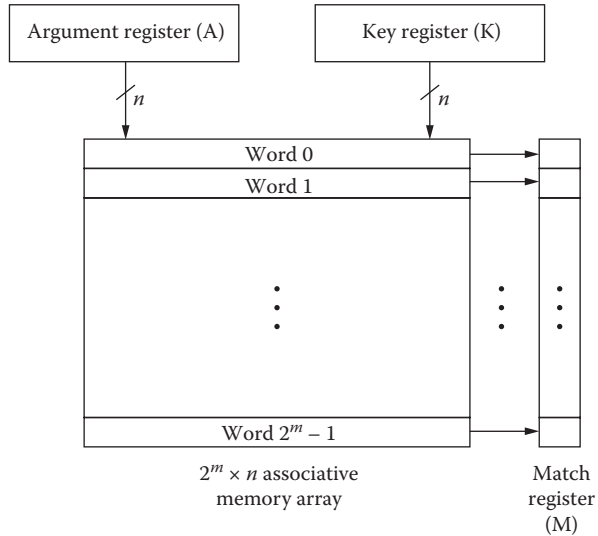 Argument register (A)
Key register (K)
n
n
Word 0
Word 1
Word 2^m – 1
2^m × n associative
memory array
Match
register
(M)